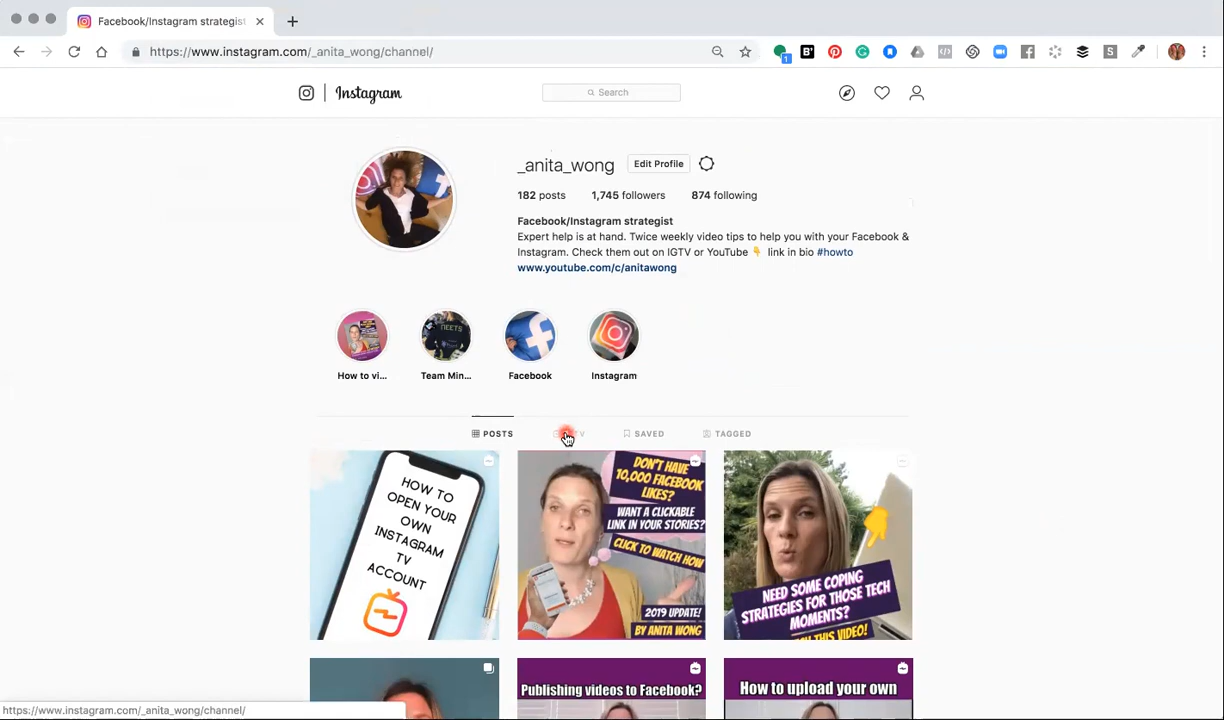 Facebook/Instagram strategist
https://www.instagram.com/_anita_wong/channel/
1
Instagram
Search
_anita_wong Edit Profile
182 posts 1,745 followers 874 following
Facebook/Instagram strategist
Expert help is at hand. Twice weekly video tips to help you with your Facebook &
Instagram. Check them out on IGTV or YouTube 👇 link in bio #howto
www.youtube.com/c/anitawong
NEETS
How to vi... Team Min... Facebook Instagram
POSTS SAVED TAGGED
HOW TO
OPEN YOUR
OWN
INSTAGRAM
TV
ACCOUNT
DON'T HAVE
10,000 FACEBOOK
LIKES?
WANT A CLICKABLE
LINK IN YOUR STORIES?
CLICK TO WATCH HOW
2019 UPDATE!
BY ANITA WONG
NEED SOME COPING
STRATEGIES FOR THOSE TECH
MOMENTS?
THIS VIDEO!
Publishing videos to Facebook?
How to upload your own
https://www.instagram.com/_anita_wong/channel/